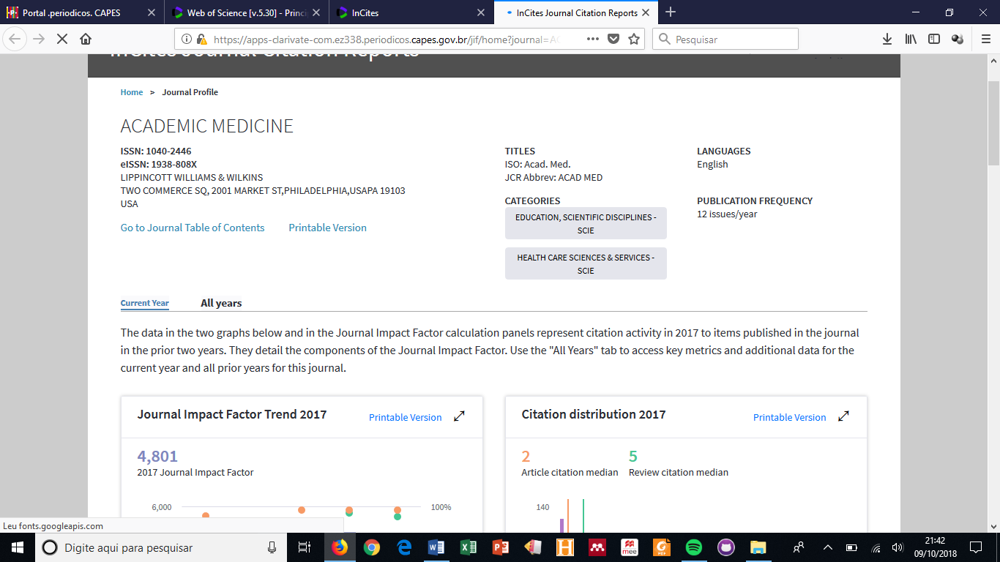 Portal .periodicos. CAPES
Web of Science [v.5.30] - Princi
InCites
InCites Journal Citation Reports
https://apps-clarivate-com.ez338.periodicos.capes.gov.br/jif/home?journal=AC
Pesquisar
InCites Journal Citation Reports
Home > Journal Profile
ACADEMIC MEDICINE
ISSN: 1040-2446
eISSN: 1938-808X
LIPPINCOTT WILLIAMS & WILKINS
TWO COMMERCE SQ, 2001 MARKET ST,PHILADELPHIA,USAPA 19103
USA
Go to Journal Table of Contents
Printable Version
TITLES
ISO: Acad. Med.
JCR Abbrev: ACAD MED
CATEGORIES
EDUCATION, SCIENTIFIC DISCIPLINES -
SCIE
HEALTH CARE SCIENCES & SERVICES -
SCIE
LANGUAGES
English
PUBLICATION FREQUENCY
12 issues/year
Current Year
All years
The data in the two graphs below and in the Journal Impact Factor calculation panels represent citation activity in 2017 to items published in the journal
in the prior two years. They detail the components of the Journal Impact Factor. Use the "All Years" tab to access key metrics and additional data for the
current year and all prior years for this journal.
Journal Impact Factor Trend 2017
Printable Version
4,801
2017 Journal Impact Factor
6,000
100%
Citation distribution 2017
Printable Version
2
Article citation median
5
Review citation median
140
Leu fonts.googleapis.com
Digite aqui para pesquisar
21:42
09/10/2018